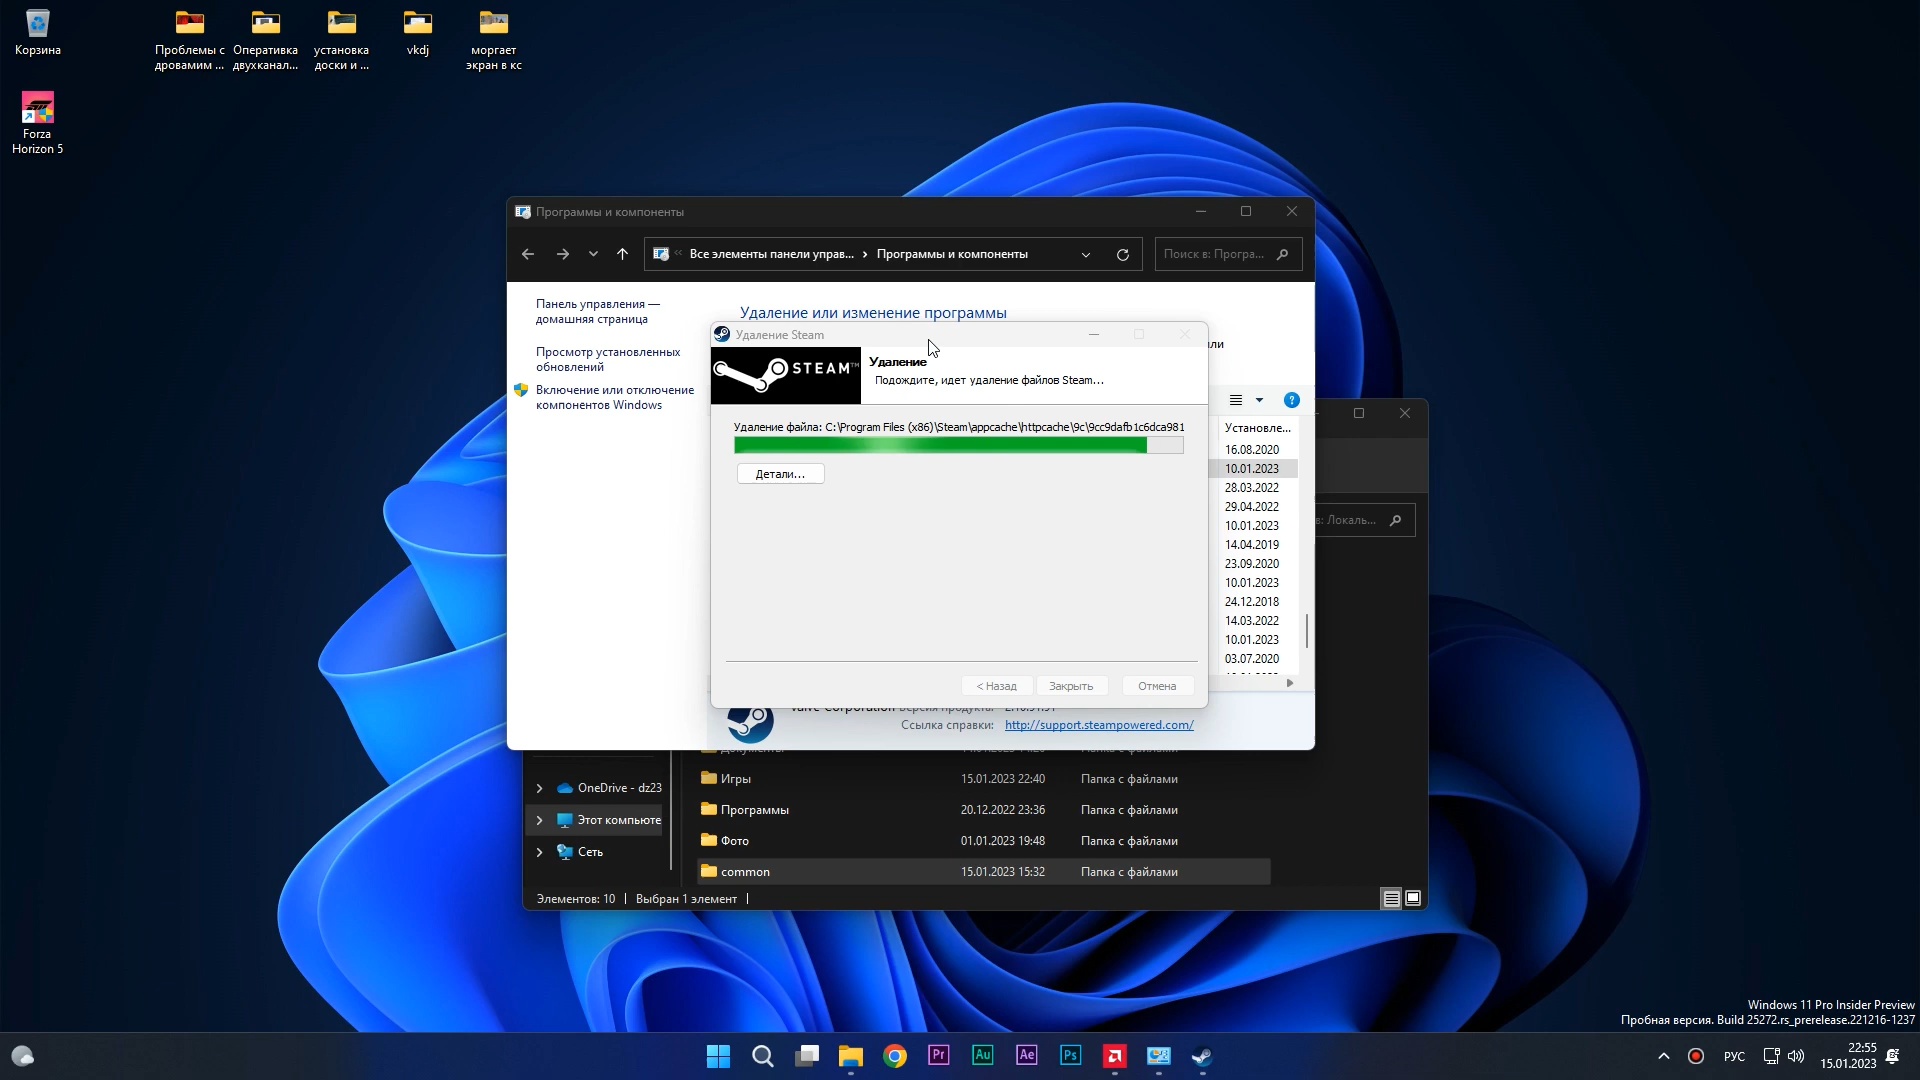 Корзина
Проблемы с
дровамим ...
Оперативка
двухканал...
установка
доски и ...
vkdj
моргает
экран в кс
Forza
Horizon 5
Программы и компоненты
Все элементы панели управ... › Программы и компоненты
Поиск в: Програ...
Панель управления —
домашняя страница
Просмотр установленных
обновлений
Включение или отключение
компонентов Windows
Удаление или изменение программы
Удаление Steam
STEAM™
Удаление
Подождите, идет удаление файлов Steam...
Удаление файла: C:\Program Files (x86)\Steam\appcache\httpcache\9c\9cc9dafb1c6dca981
Детали...
< Назад
Закрыть
Отмена
Установле...
16.08.2020
10.01.2023
28.03.2022
29.04.2022
10.01.2023
14.04.2019
23.09.2020
10.01.2023
24.12.2018
14.03.2022
10.01.2023
03.07.2020
Valve Corporation Версия продукта:
Ссылка справки: http://support.steampowered.com/
в: Локаль...
OneDrive - dz23
Этот компьюте
Сеть
Игры 15.01.2023 22:40 Папка с файлами
Программы 20.12.2022 23:36 Папка с файлами
Фото 01.01.2023 19:48 Папка с файлами
common 15.01.2023 15:32 Папка с файлами
Элементов: 10 | Выбран 1 элемент |
Windows 11 Pro Insider Preview
Пробная версия. Build 25272.rs_prerelease.221216-1237
Pr
Au
Ae
Ps
РУС
22:55
15.01.2023